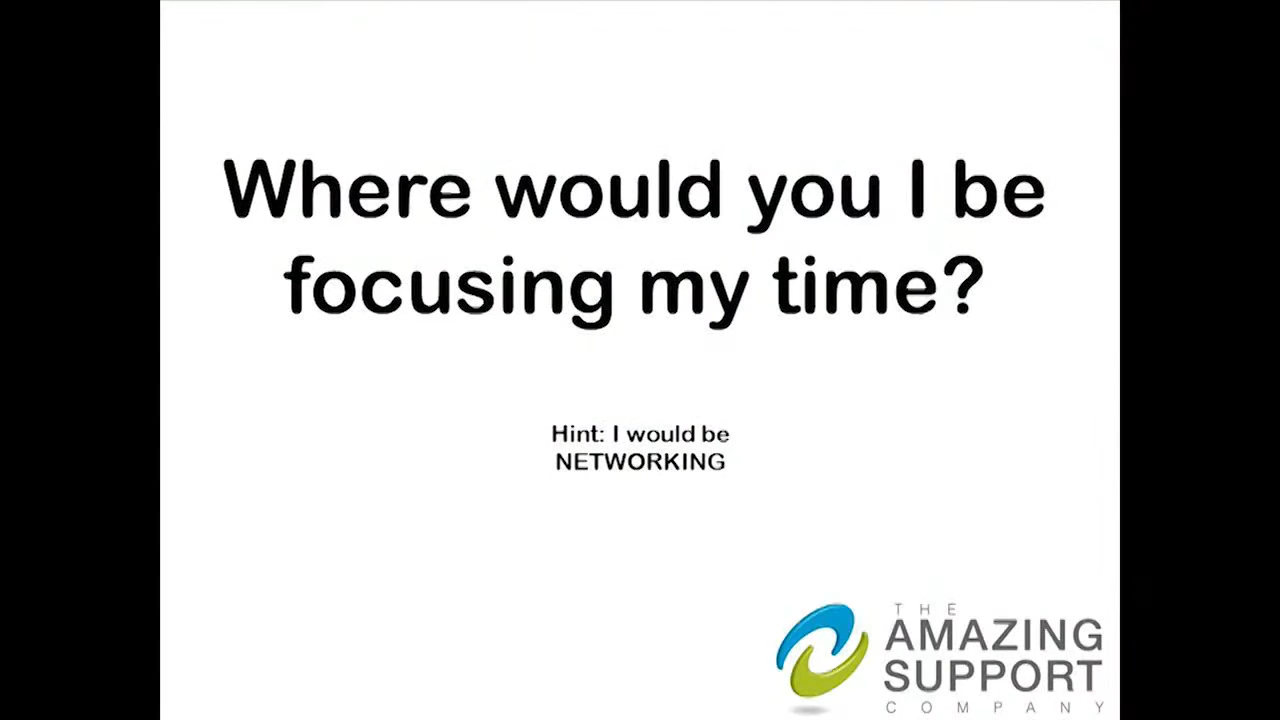 Where would you I be
focusing my time?
Hint: I would be
NETWORKING
THE
AMAZING
SUPPORT
COMPANY